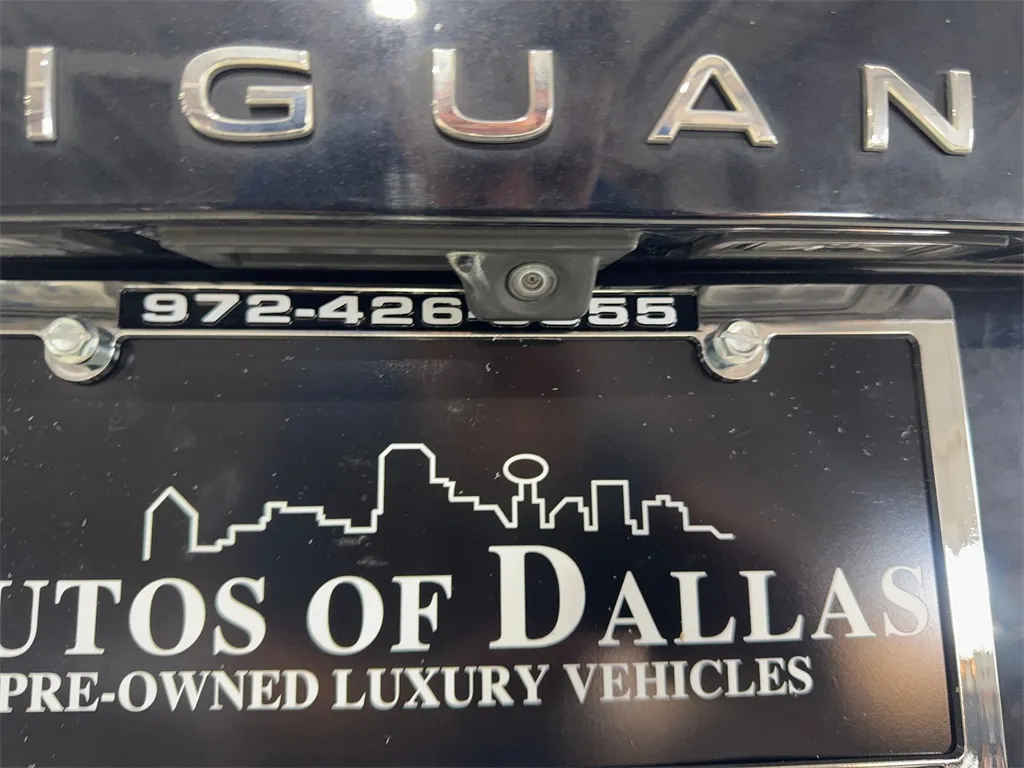 IGUAN
UTOS OF DALLAS
PRE-OWNED LUXURY VEHICLES